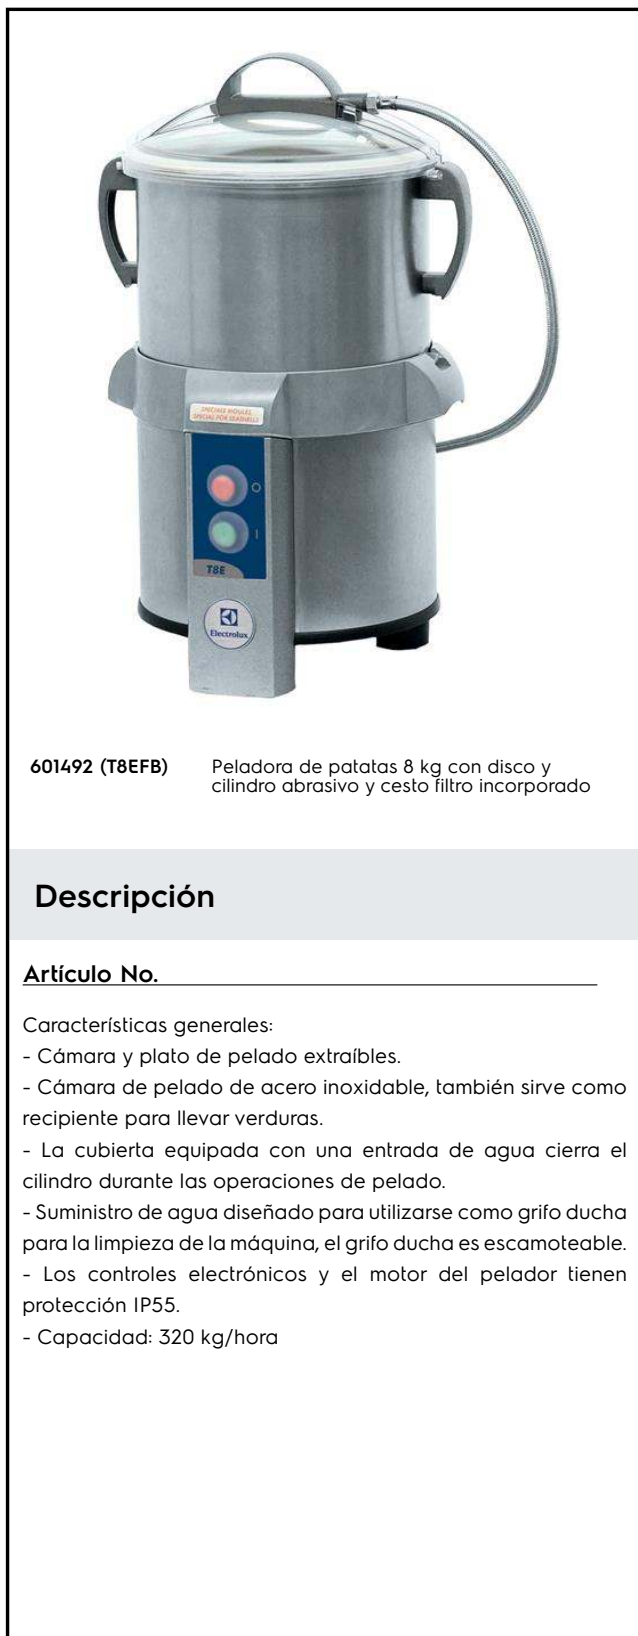 SPECIALE MOULES
SPECIAL FOR SEASHELLS
O
I
T8E
Electrolux
601492 (T8EFB)
Peladora de patatas 8 kg con disco y
cilindro abrasivo y cesto filtro incorporado
Descripción
Artículo No.
Características generales:
- Cámara y plato de pelado extraíbles.
- Cámara de pelado de acero inoxidable, también sirve como
recipiente para llevar verduras.
- La cubierta equipada con una entrada de agua cierra el
cilindro durante las operaciones de pelado.
- Suministro de agua diseñado para utilizarse como grifo ducha
para la limpieza de la máquina, el grifo ducha es escamoteable.
- Los controles electrónicos y el motor del pelador tienen
protección IP55.
- Capacidad: 320 kg/hora